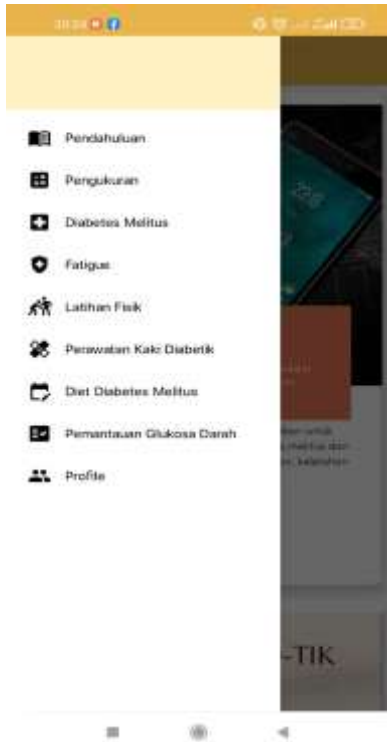 Pendahuluan
Pengukuran
Diabetes Melitus
Fatigue
Latihan Fisik
Perawatan Kaki Diabetik
Diet Diabetes Melitus
Pemantauan Glukosa Darah
Profile
-TIK